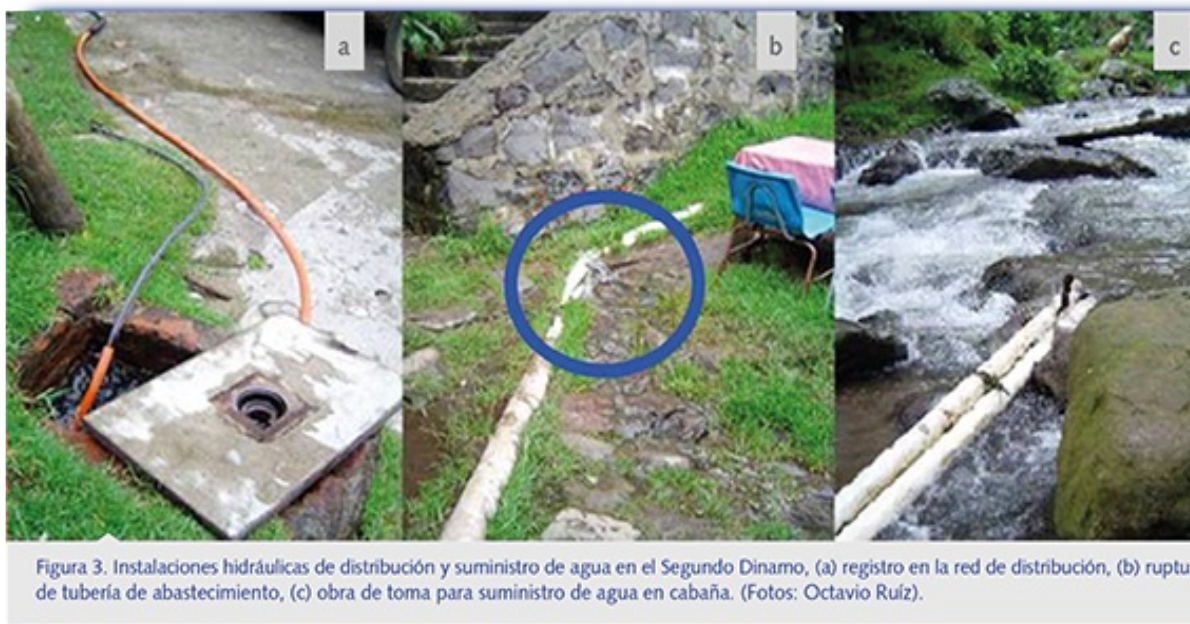 a
b
c
Figura 3. Instalaciones hidráulicas de distribución y suministro de agua en el Segundo Dinamo, (a) registro en la red de distribución, (b)
de tubería de abastecimiento, (c) obra de toma para suministro de agua en cabaña. (Fotos: Octavio Ruíz).